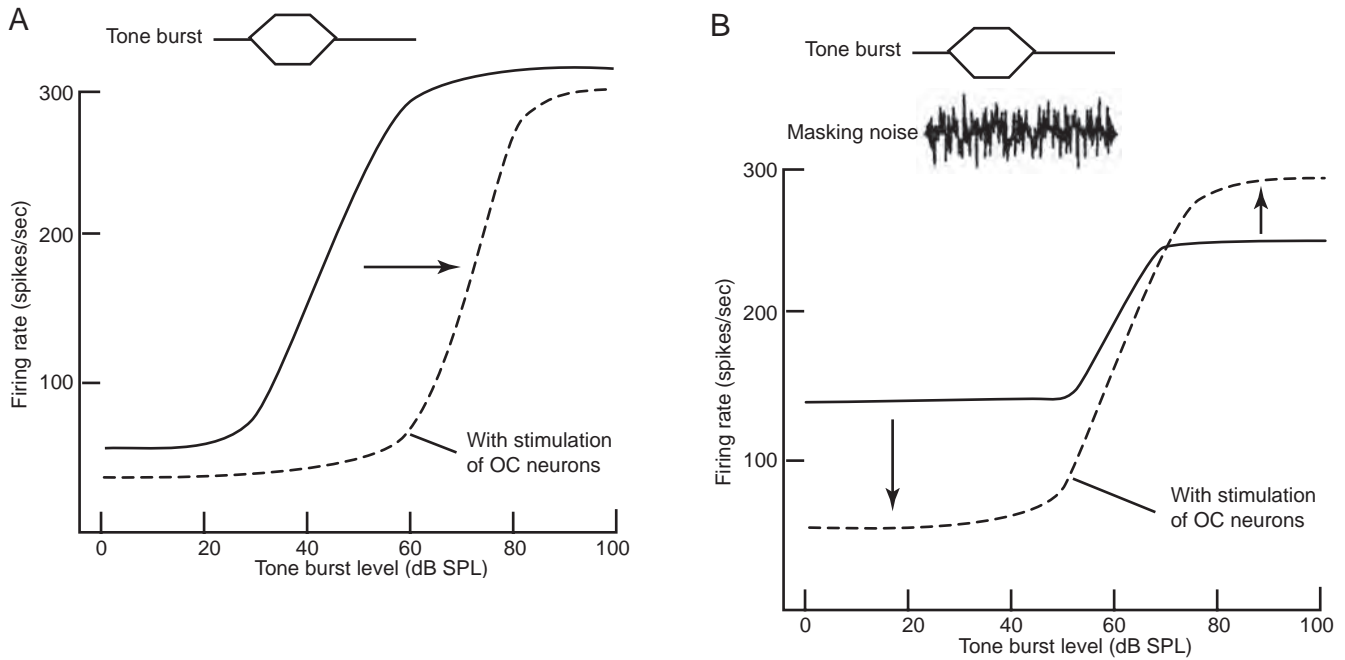 A
Tone burst
300
200
100
Firing rate (spikes/sec)
With stimulation
of OC neurons
0 20 40 60 80 100
Tone burst level (dB SPL)
B
Tone burst
Masking noise
300
200
100
Firing rate (spikes/sec)
With stimulation
of OC neurons
0 20 40 60 80 100
Tone burst level (dB SPL)